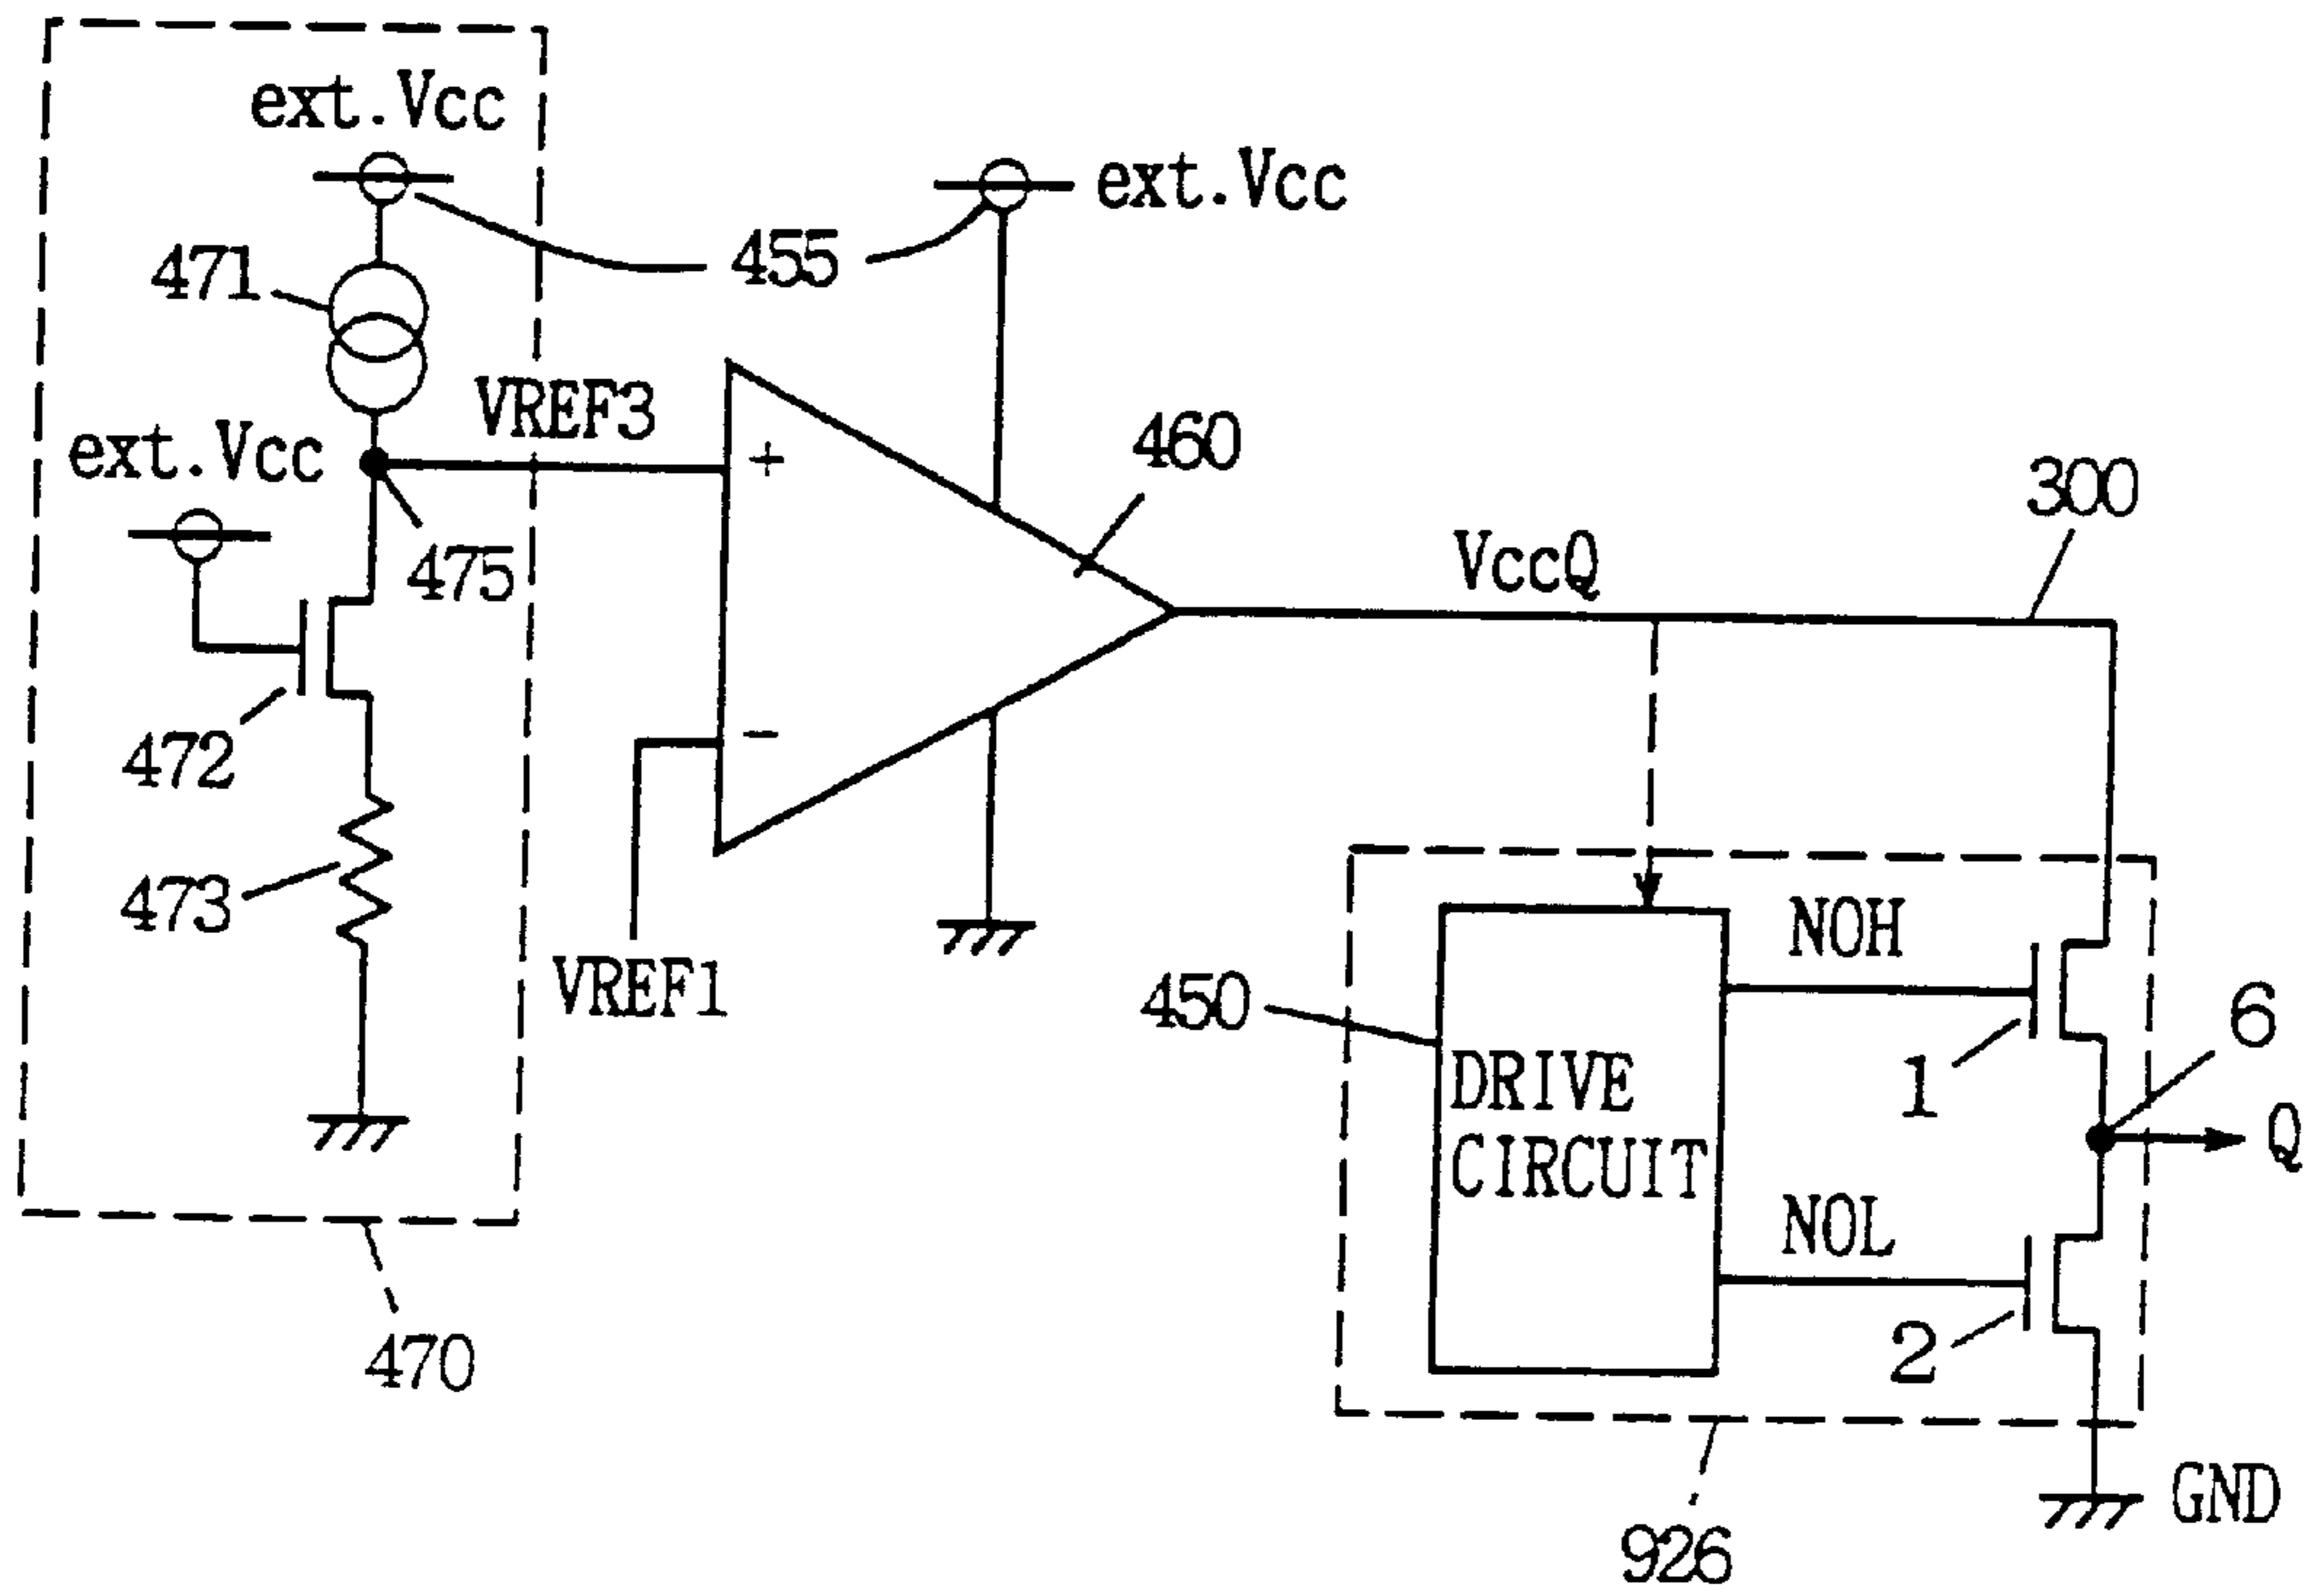 ext.Vcc
ext.Vcc
471
455
VREF3
+
460
ext.Vcc
300
475
VccQ
472
-
473
NOH
VREF1
450
6
DRIVE
CIRCUIT
1
Q
NOL
470
2
GND
926